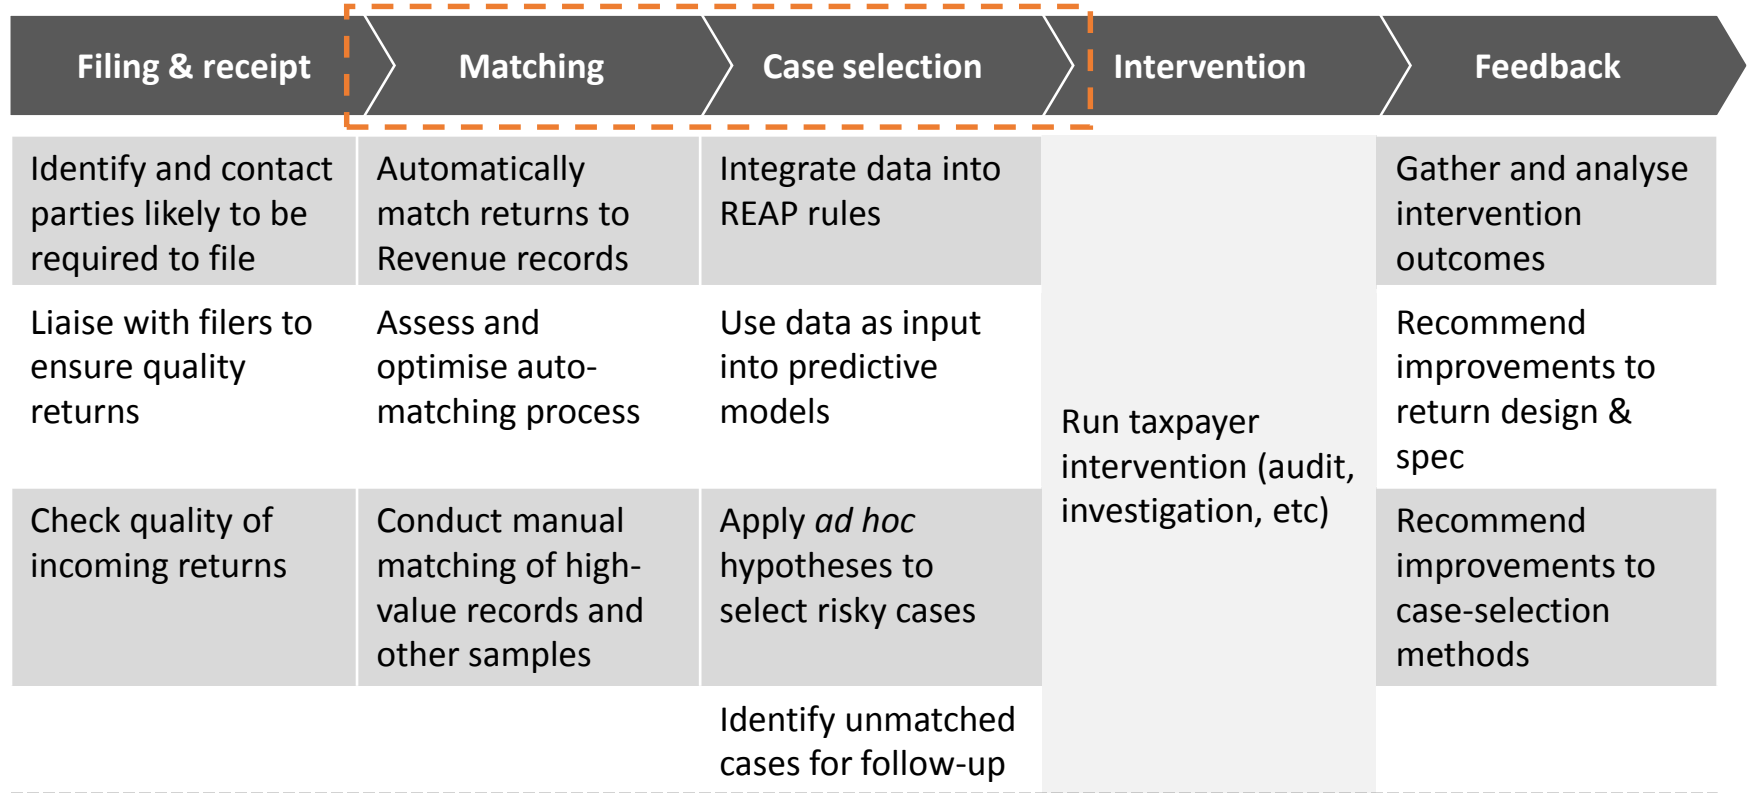 Filing & receipt
Matching
Case selection
Intervention
Feedback
Identify and contact
parties likely to be
required to file
Automatically
match returns to
Revenue records
Integrate data into
REAP rules
Gather and analyse
intervention
outcomes
Liaise with filers to
ensure quality
returns
Assess and
optimise auto-
matching process
Use data as input
into predictive
models
Run taxpayer
intervention (audit,
investigation, etc)
Recommend
improvements to
return design &
spec
Check quality of
incoming returns
Conduct manual
matching of high-
value records and
other samples
Apply ad hoc
hypotheses to
select risky cases
Recommend
improvements to
case-selection
methods
Identify unmatched
cases for follow-up